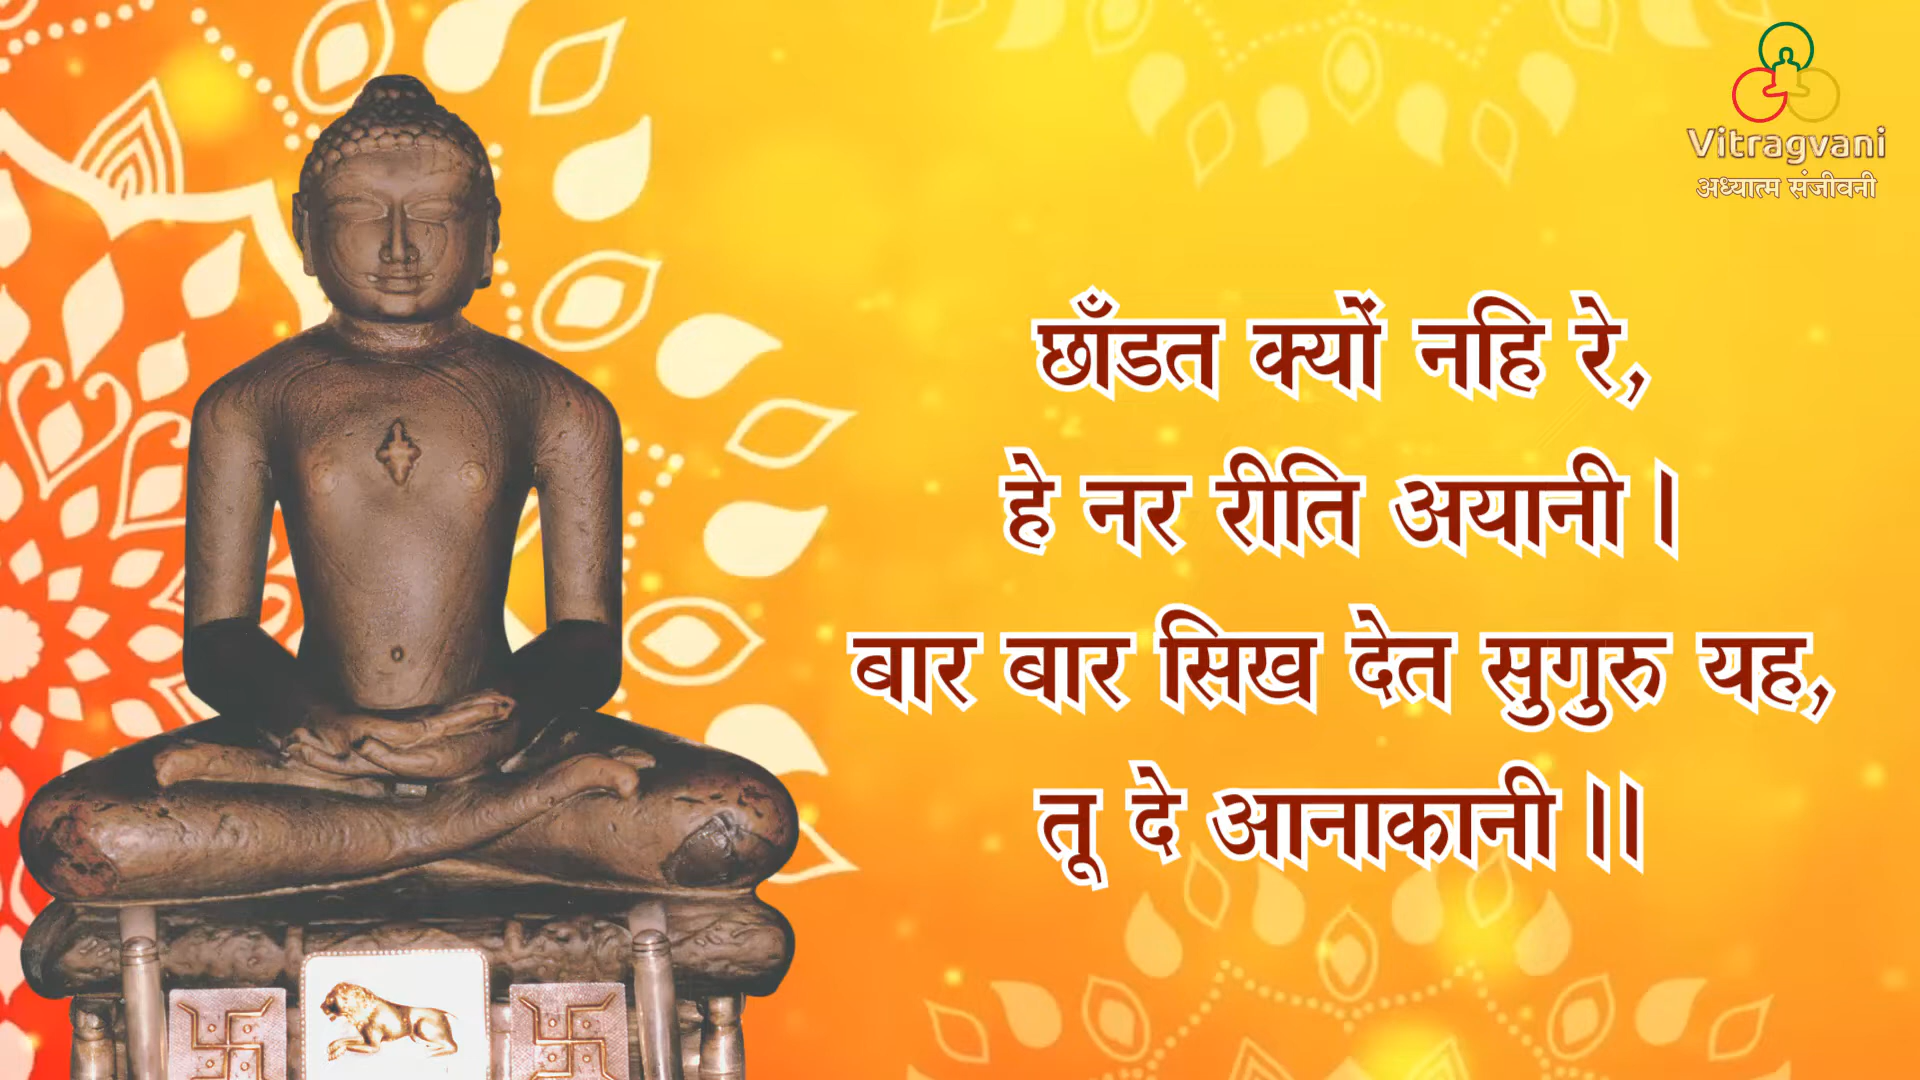 Vitragvani
अध्यात्म संजीवनी
छाँडत क्यों नहि रे,
हे नर रीति अयानी।
बार बार सिख देत सुगुरु यह,
तू दे आनाकानी।।